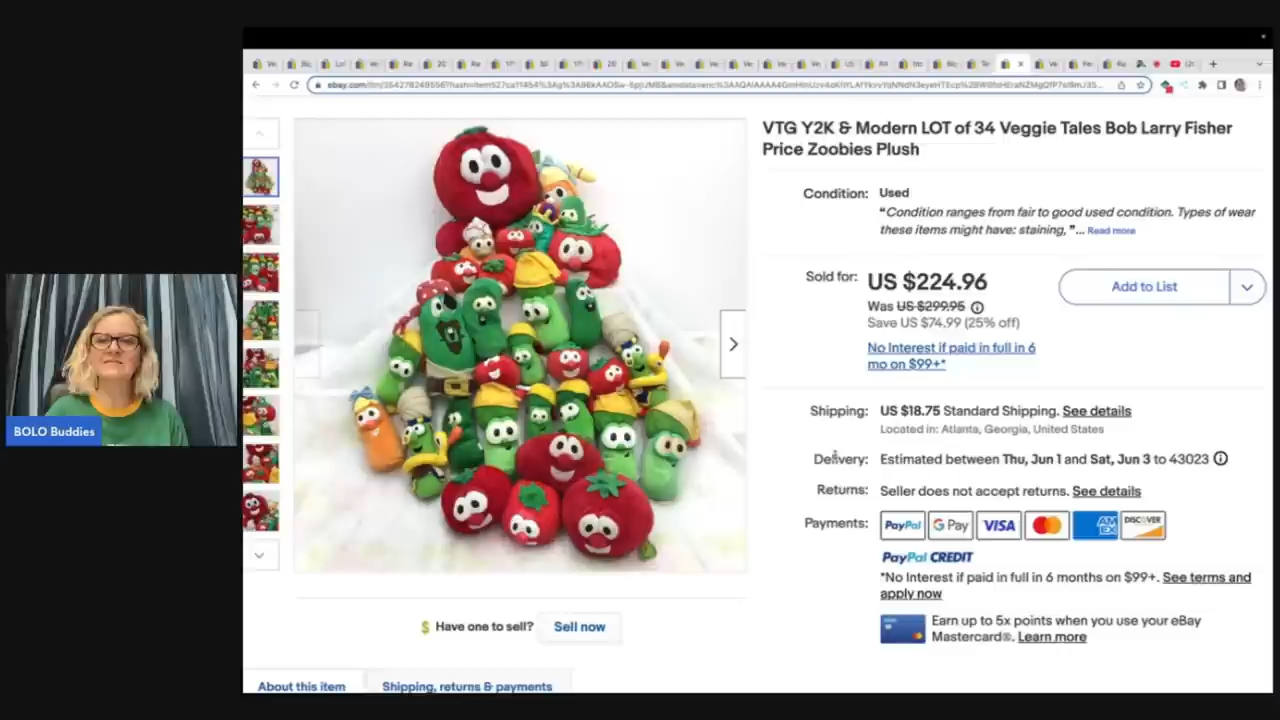 VTG Y2K & Modern LOT of 34 Veggie Tales Bob Larry Fisher
Price Zoobies Plush
Condition: Used
"Condition ranges from fair to good used condition. Types of wear
these items might have: staining, "... Read more
Sold for: US $224.96
Add to List
Was US $299.95
Save US $74.99 (25% off)
No Interest if paid in full in 6
mo on $99+*
Shipping: US $18.75 Standard Shipping. See details
Located in: Atlanta, Georgia, United States
Delivery: Estimated between Thu, Jun 1 and Sat, Jun 3 to 43023
Returns: Seller does not accept returns. See details
Payments: PayPal G Pay VISA AM EX DISCOVER
PayPal CREDIT
*No Interest if paid in full in 6 months on $99+. See terms and
apply now
Earn up to 5x points when you use your eBay
Mastercard®. Learn more
$ Have one to sell? Sell now
About this item
Shipping, returns & payments
BOLO Buddies